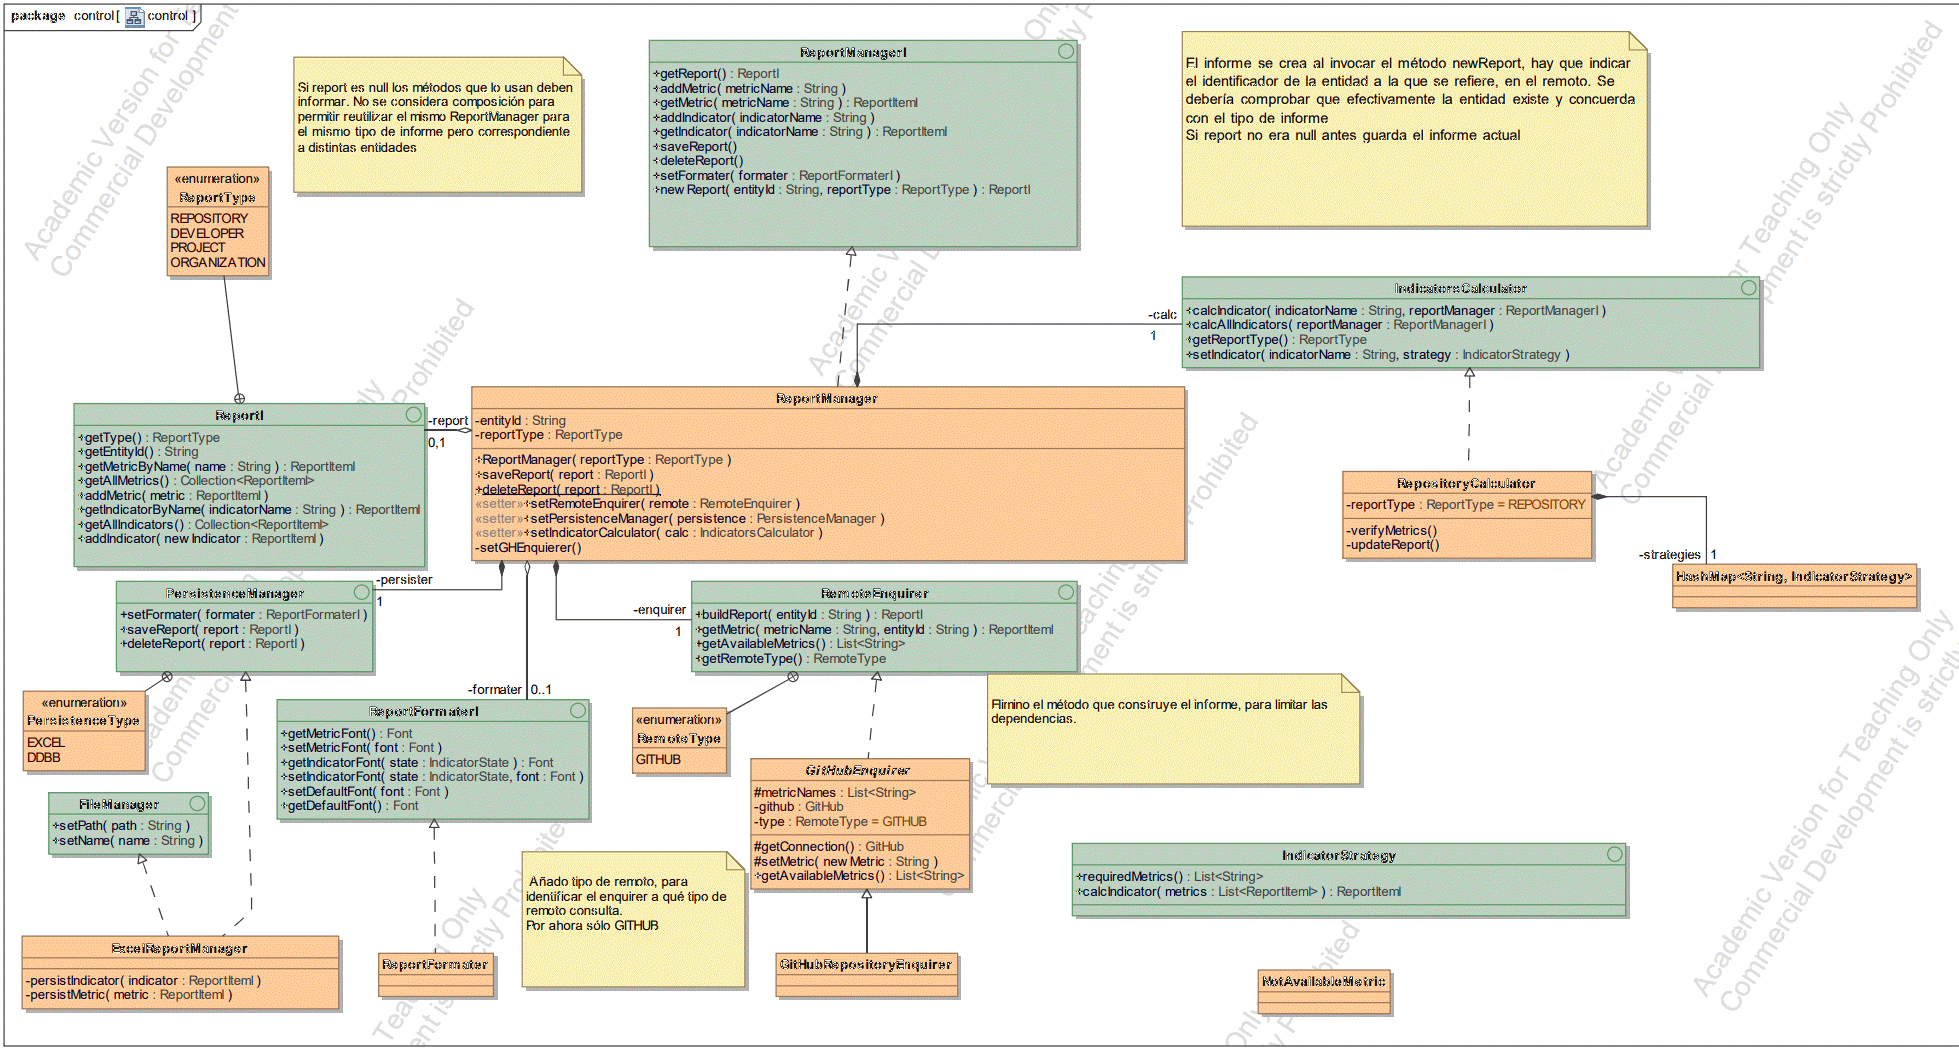 package control[ control ]
Si report es null los métodos que lo usan deben
informar. No se considera composición para
permitir reutilizar el mismo ReportManager para
el mismo tipo de informe pero correspondiente
a distintas entidades
ReportManagerI
+getReport() : ReportI
+addMetric( metricName : String )
+getMetric( metricName : String ) : ReportItemI
+addIndicator( indicatorName : String )
+getIndicator( indicatorName : String ) : ReportItemI
+saveReport()
+deleteReport()
+setFormater( formater : ReportFormaterI )
+newReport( entityId : String, reportType : ReportType ) : ReportI
El informe se crea al invocar el método newReport, hay que indicar
el identificador de la entidad a la que se refiere, en el remoto. Se
debería comprobar que efectivamente la entidad existe y concuerda
con el tipo de informe
Si report no era null antes guarda el informe actual
«enumeration»
ReportType
REPOSITORY
DEVELOPER
PROJECT
ORGANIZATION
IndicatorsCalculator
+calcIndicator( indicatorName : String, reportManager : ReportManagerI )
+calcAllIndicators( reportManager : ReportManagerI )
+getReportType() : ReportType
+setIndicator( indicatorName : String, strategy : IndicatorStrategy )
-calc
1
ReportI
+getType() : ReportType
+getEntityId() : String
+getMetricByName( name : String ) : ReportItemI
+getAllMetrics() : Collection<ReportItemI>
+addMetric( metric : ReportItemI )
+getIndicatorByName( indicatorName : String ) : ReportItemI
+getAllIndicators() : Collection<ReportItemI>
+addIndicator( newIndicator : ReportItemI )
-report
0,1
ReportManager
-entityId : String
-reportType : ReportType
+ReportManager( reportType : ReportType )
+saveReport( report : ReportI )
+deleteReport( report : ReportI )
«setter»+setRemoteEnquirer( remote : RemoteEnquirer )
«setter»+setPersistenceManager( persistence : PersistenceManager )
«setter»+setIndicatorCalculator( calc : IndicatorsCalculator )
-setGHEnquierer()
RepositoryCalculator
-reportType : ReportType = REPOSITORY
-verifyMetrics()
-updateReport()
-strategies
1
HashMap<String, IndicatorStrategy>
PersistenceManager
+setFormater( formater : ReportFormaterI )
+saveReport( report : ReportI )
+deleteReport( report : ReportI )
-persister
1
-enquirer
1
RemoteEnquirer
+buildReport( entityId : String ) : ReportI
+getMetric( metricName : String, entityId : String ) : ReportItemI
+getAvailableMetrics() : List<String>
+getRemoteType() : RemoteType
«enumeration»
PersistenceType
EXCEL
DDBB
-formater
0..1
ReportFormaterI
+getMetricFont() : Font
+setMetricFont( font : Font )
+getIndicatorFont( state : IndicatorState ) : Font
+setIndicatorFont( state : IndicatorState, font : Font )
+setDefaultFont( font : Font )
+getDefaultFont() : Font
«enumeration»
RemoteType
GITHUB
Elimino el método que construye el informe, para limitar las
dependencias.
GitHubEnquirer
#metricNames : List<String>
-github : GitHub
-type : RemoteType = GITHUB
#getConnection() : GitHub
#setMetric( newMetric : String )
+getAvailableMetrics() : List<String>
FileManager
+setPath( path : String )
+setName( name : String )
Añado tipo de remoto, para
identificar el enquirer a qué tipo de
remoto consulta.
Por ahora sólo GITHUB
IndicatorStrategy
+requiredMetrics() : List<String>
+calcIndicator( metrics : List<ReportItemI> ) : ReportItemI
ExcelReportManager
-persistIndicator( indicator : ReportItemI )
-persistMetric( metric : ReportItemI )
ReportFormater
GitHubRepositoryEnquirer
NotAvailableMetric
Academic Version for Teaching Only
Commercial Development is strictly Prohibited